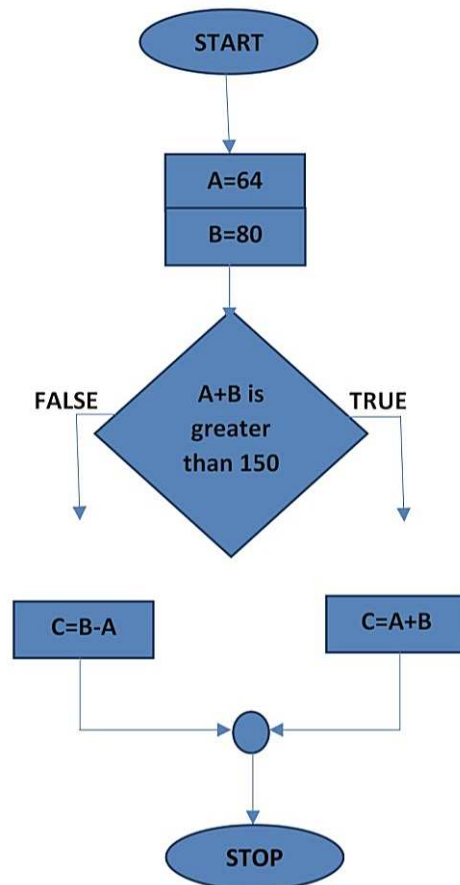 START
A=64
B=80
FALSE
TRUE
A+B is
greater
than 150
C=B-A
C=A+B
STOP